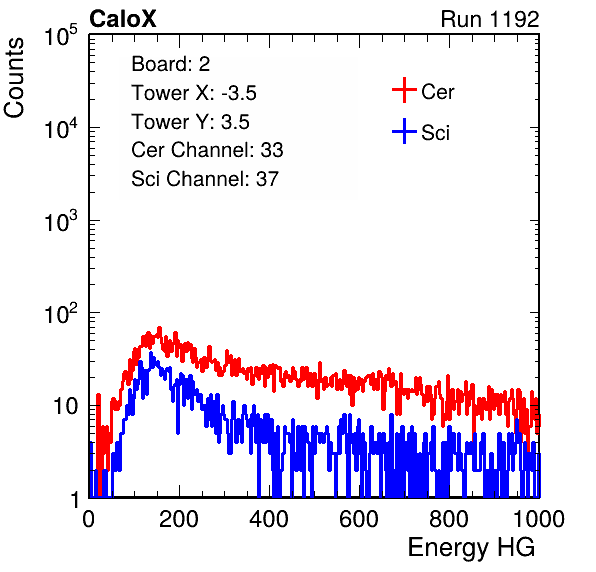 CaloX Run 1192
Counts
Board: 2
Tower X: -3.5
Tower Y: 3.5
Cer Channel: 33
Sci Channel: 37
Cer
Sci
10^5
10^4
10^3
10^2
10
1
0 200 400 600 800 1000
Energy HG